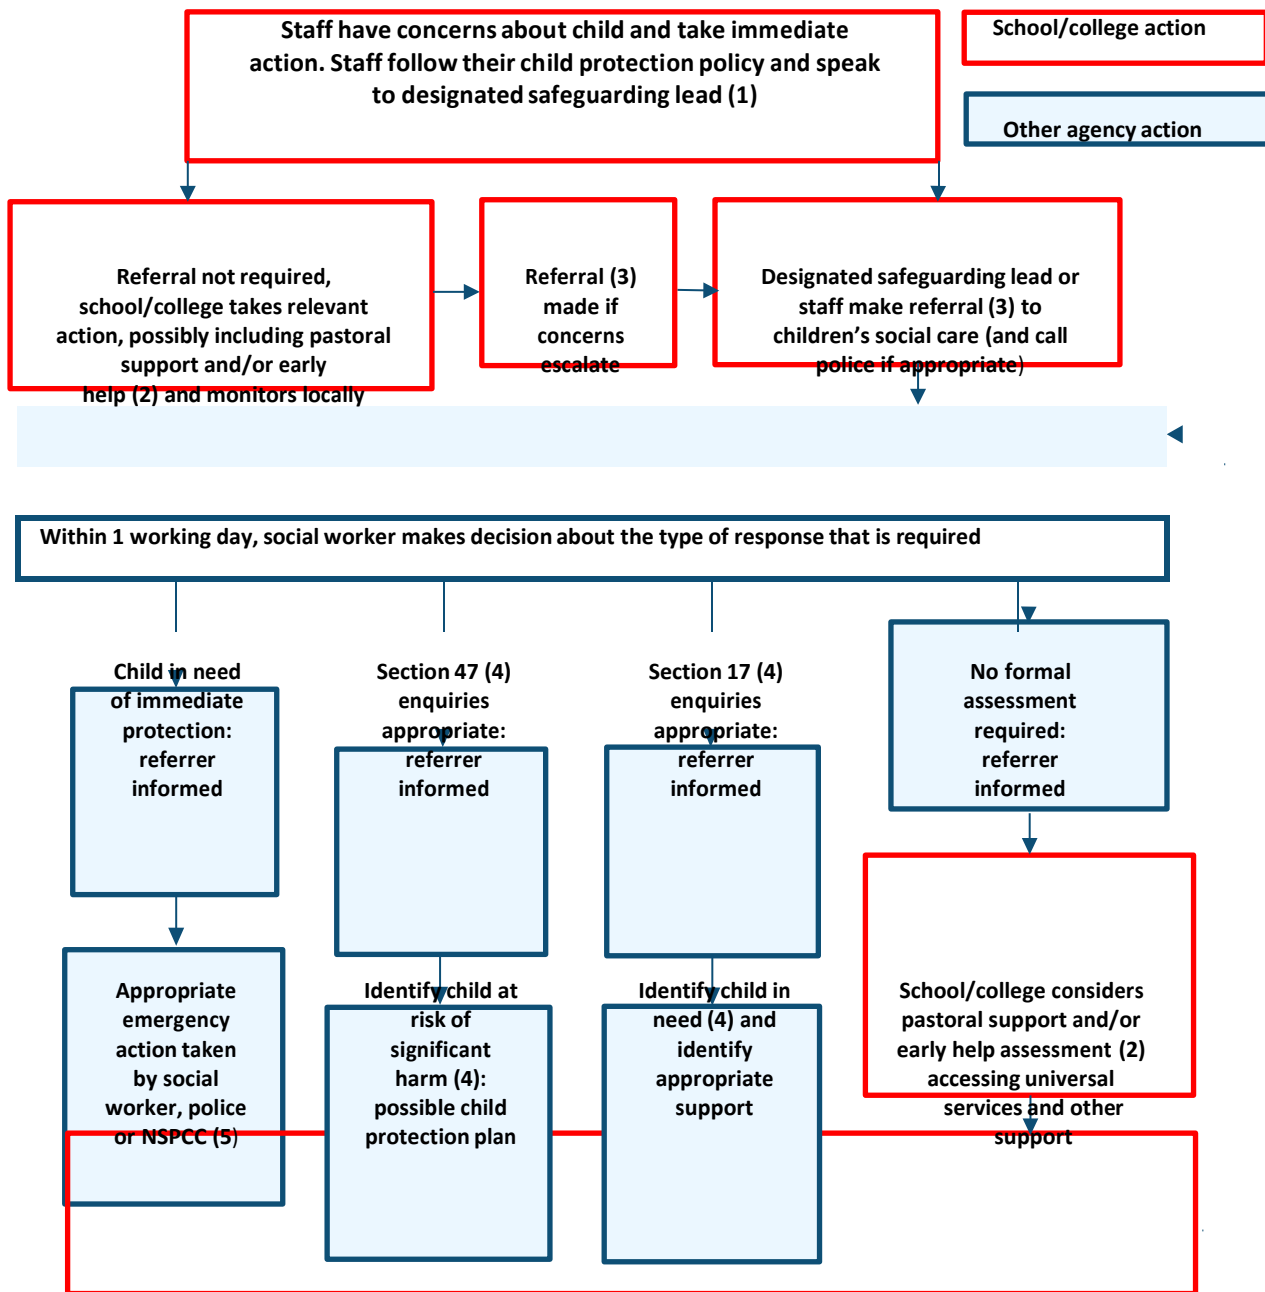 Staff have concerns about child and take immediate
action. Staff follow their child protection policy and speak
to designated safeguarding lead (1)
School/college action
Other agency action
Referral not required,
school/college takes relevant
action, possibly including pastoral
support and/or early
help (2) and monitors locally
Referral (3)
made if
concerns
escalate
Designated safeguarding lead or
staff make referral (3) to
children’s social care (and call
police if appropriate)
Within 1 working day, social worker makes decision about the type of response that is required
Child in need
of immediate
protection:
referrer
informed
Section 47 (4)
enquiries
appropriate:
referrer
informed
Section 17 (4)
enquiries
appropriate:
referrer
informed
No formal
assessment
required:
referrer
informed
Appropriate
emergency
action taken
by social
worker, police
or NSPCC (5)
Identify child at
risk of
significant
harm (4):
possible child
protection plan
Identify child in
need (4) and
identify
appropriate
support
School/college considers
pastoral support and/or
early help assessment (2)
accessing universal
services and other
support